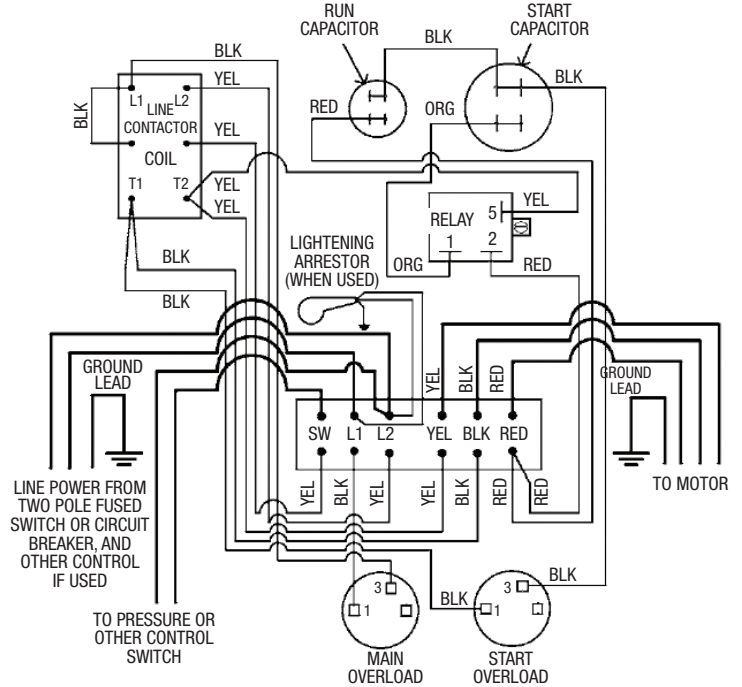 RUN
CAPACITOR
START
CAPACITOR
BLK
BLK
YEL
BLK
RED
ORG
BLK
L1
L2
LINE
CONTACTOR
COIL
YEL
T1
T2
YEL
YEL
RELAY
5
YEL
1
2
ORG
RED
LIGHTENING
ARRESTOR
(WHEN USED)
BLK
BLK
GROUND
LEAD
YEL
BLK
RED
GROUND
LEAD
SW
L1
L2
YEL
BLK
RED
YEL
BLK
YEL
YEL
BLK
RED
RED
LINE POWER FROM
TWO POLE FUSED
SWITCH OR CIRCUIT
BREAKER, AND
OTHER CONTROL
IF USED
TO MOTOR
TO PRESSURE OR
OTHER CONTROL
SWITCH
3
1
MAIN
OVERLOAD
BLK
3
BLK
1
START
OVERLOAD